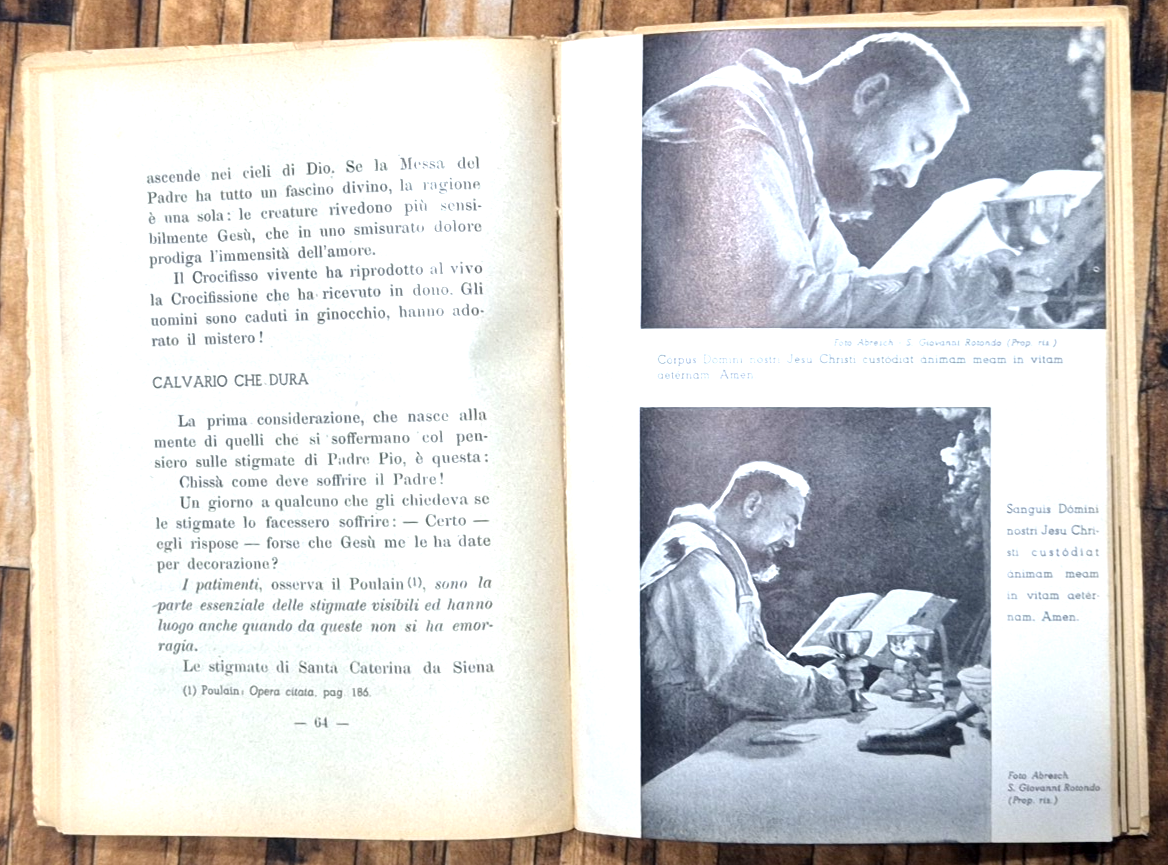 ascende nei cieli di Dio. Se la Messa del
Padre ha tutto un fascino divino, la ragione
è una sola: le creature rivedono più sensi-
bilmente Gesù, che in uno smisurato dolore
prodiga l'immensità dell'amore.
Il Crocifisso vivente ha riprodotto al vivo
la Crocifissione che ha ricevuto in dono. Gli
uomini sono caduti in ginocchio, hanno ado-
rato il mistero!
CALVARIO CHE DURA
La prima considerazione, che nasce alla
mente di quelli che si soffermano col pen-
siero sulle stigmate di Padre Pio, è questa:
Chissà come deve soffrire il Padre!
Un giorno a qualcuno che gli chiedeva se
le stigmate lo facessero soffrire: — Certo —
egli rispose — forse che Gesù me le ha date
per decorazione?
I patimenti, osserva il Poulain (1), sono la
parte essenziale delle stigmate visibili ed hanno
luogo anche quando da queste non si ha emor-
ragia.
Le stigmate di Santa Caterina da Siena
(1) Poulain: Opera citata, pag. 186.
— 64 —
Foto Abresch - S. Giovanni Rotondo (Prop. ris.)
Corpus Dòmini nostri Jesu Christi custòdiat animam meam in vitam
aetèrnam. Amen.
Sanguis Dòmini
nostri Jesu Chri-
sti custòdiat
animam meam
in vitam aetèr-
nam. Amen.
Foto Abresch
S. Giovanni Rotondo
(Prop. ris.)